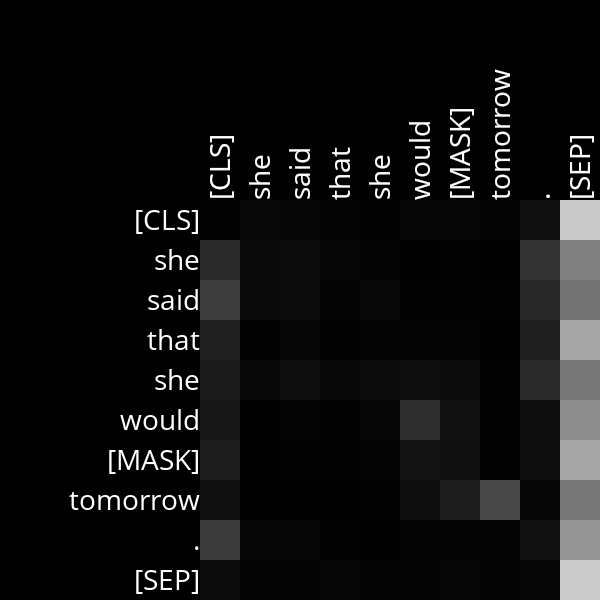 [CLS]
she
said
that
she
would
[MASK]
tomorrow
.
[SEP]
[CLS]
she
said
that
she
would
[MASK]
tomorrow
.
[SEP]